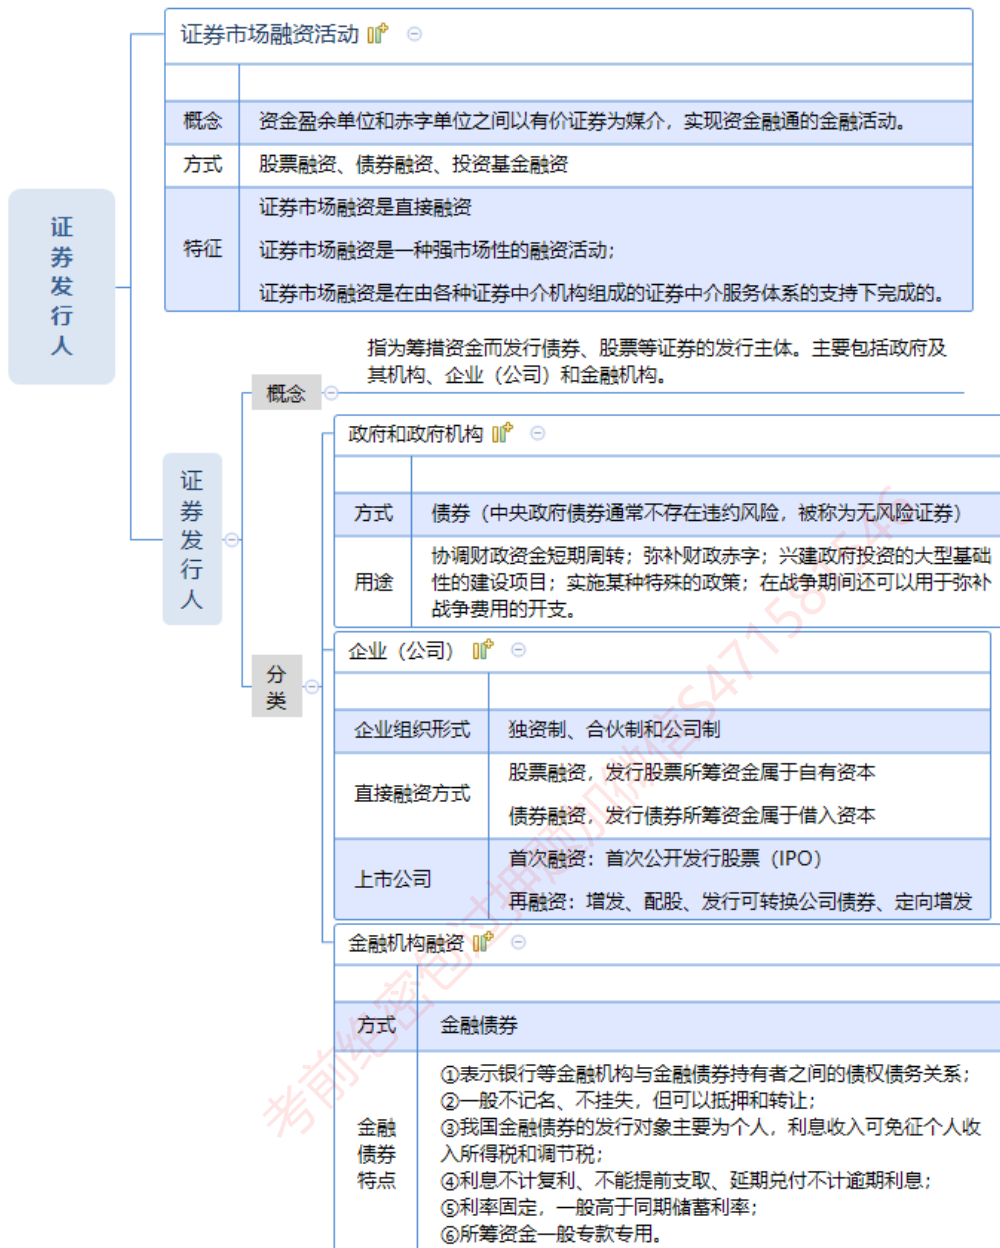 证券市场融资活动
概念
资金盈余单位和赤字单位之间以有价证券为媒介，实现资金融通的金融活动。
方式
股票融资、债券融资、投资基金融资
特征
证券市场融资是直接融资
证券市场融资是一种强市场性的融资活动；
证券市场融资是在由各种证券中介机构组成的证券中介服务体系的支持下完成的。
证
券
发
行
人
指为筹措资金而发行债券、股票等证券的发行主体。主要包括政府及
其机构、企业（公司）和金融机构。
概念
政府和政府机构
方式
债券（中央政府债券通常不存在违约风险，被称为无风险证券）
用途
协调财政资金短期周转；弥补财政赤字；兴建政府投资的大型基础
性的建设项目；实施某种特殊的政策；在战争期间还可以用于弥补
战争费用的开支。
证
券
发
行
人
分
类
企业（公司）
企业组织形式
独资制、合伙制和公司制
直接融资方式
股票融资，发行股票所筹资金属于自有资本
债券融资，发行债券所筹资金属于借入资本
上市公司
首次融资：首次公开发行股票（IPO）
再融资：增发、配股、发行可转换公司债券、定向增发
金融机构融资
方式
金融债券
金融
债券
特点
①表示银行等金融机构与金融债券持有者之间的债权债务关系；
②一般不记名、不挂失，但可以抵押和转让；
③我国金融债券的发行对象主要为个人，利息收入可免征个人收
入所得税和调节税；
④利息不计复利、不能提前支取、延期兑付不计逾期利息；
⑤利率固定，一般高于同期储蓄利率；
⑥所筹资金一般专款专用。
考前绝密包过押题加微信S471581546